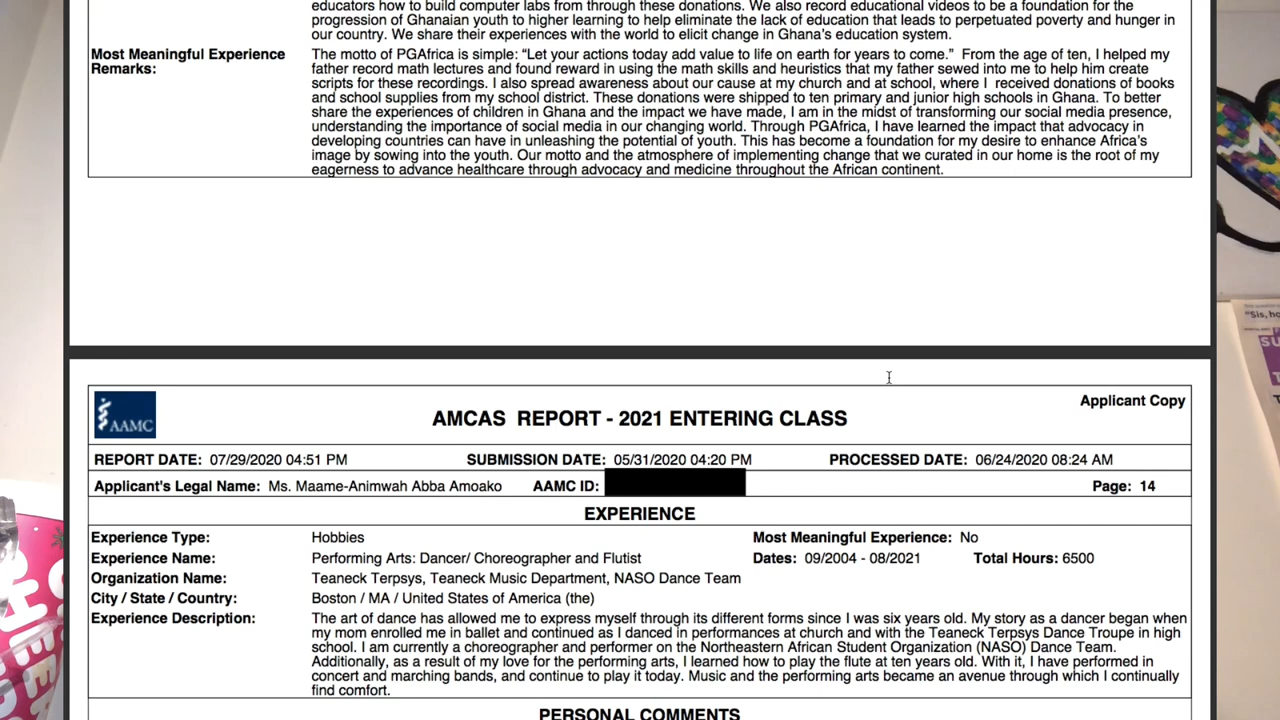 educators how to build computer labs from through these donations. We also record educational videos to be a foundation for the
progression of Ghanaian youth to higher learning to help eliminate the lack of education that leads to perpetuated poverty and hunger in
our country. We share their experiences with the world to elicit change in Ghana's education system.
Most Meaningful Experience Remarks:
The motto of PGAfrica is simple: “Let your actions today add value to life on earth for years to come.” From the age of ten, I helped my
father record math lectures and found reward in using the math skills and heuristics that my father sewed into me to help him create
scripts for these recordings. I also spread awareness about our cause at my church and at school, where I received donations of books
and school supplies from my school district. These donations were shipped to ten primary and junior high schools in Ghana. To better
share the experiences of children in Ghana and the impact we have made, I am in the midst of transforming our social media presence,
understanding the importance of social media in our changing world. Through PGAfrica, I have learned the impact that advocacy in
developing countries can have in unleashing the potential of youth. This has become a foundation for my desire to enhance Africa's
image by sowing into the youth. Our motto and the atmosphere of implementing change that we curated in our home is the root of my
eagerness to advance healthcare through advocacy and medicine throughout the African continent.
AAMC
Applicant Copy
AMCAS REPORT - 2021 ENTERING CLASS
REPORT DATE: 07/29/2020 04:51 PM SUBMISSION DATE: 05/31/2020 04:20 PM PROCESSED DATE: 06/24/2020 08:24 AM
Applicant's Legal Name: Ms. Maame-Animwah Abba Amoako AAMC ID: Page: 14
EXPERIENCE
Experience Type: Hobbies Most Meaningful Experience: No
Experience Name: Performing Arts: Dancer/ Choreographer and Flutist Dates: 09/2004 - 08/2021 Total Hours: 6500
Organization Name: Teaneck Terpsys, Teaneck Music Department, NASO Dance Team
City / State / Country: Boston / MA / United States of America (the)
Experience Description: The art of dance has allowed me to express myself through its different forms since I was six years old. My story as a dancer began when
my mom enrolled me in ballet and continued as I danced in performances at church and with the Teaneck Terpsys Dance Troupe in high
school. I am currently a choreographer and performer on the Northeastern African Student Organization (NASO) Dance Team.
Additionally, as a result of my love for the performing arts, I learned how to play the flute at ten years old. With it, I have performed in
concert and marching bands, and continue to play it today. Music and the performing arts became an avenue through which I continually
find comfort.
PERSONAL COMMENTS
"Sis, ho